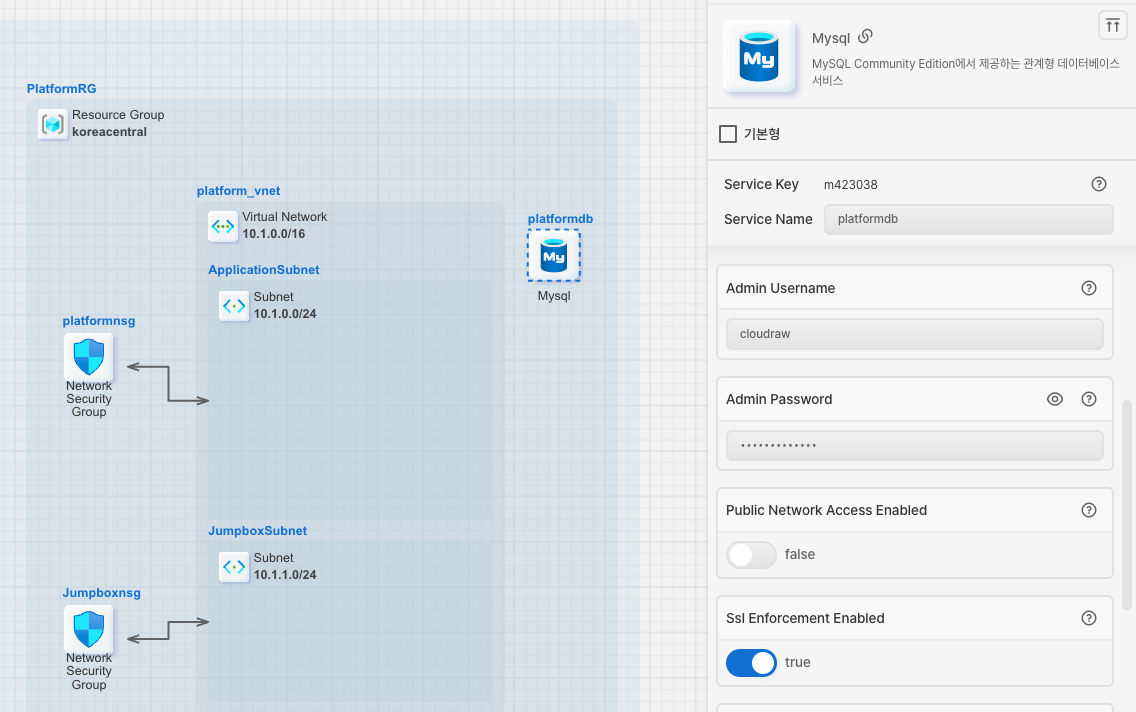 PlatformRG
Resource Group
koreacentral
platform_vnet
Virtual Network
10.1.0.0/16
platformdb
My
Mysql
ApplicationSubnet
Subnet
10.1.0.0/24
platformnsg
Network
Security
Group
JumpboxSubnet
Subnet
10.1.1.0/24
Jumpboxnsg
Network
Security
Group
My
Mysql
MySQL Community Edition에서 제공하는 관계형 데이터베이스
서비스
기본형
Service Key m423038
Service Name platformdb
Admin Username
cloudraw
Admin Password
•••••••••••••
Public Network Access Enabled
false
Ssl Enforcement Enabled
true